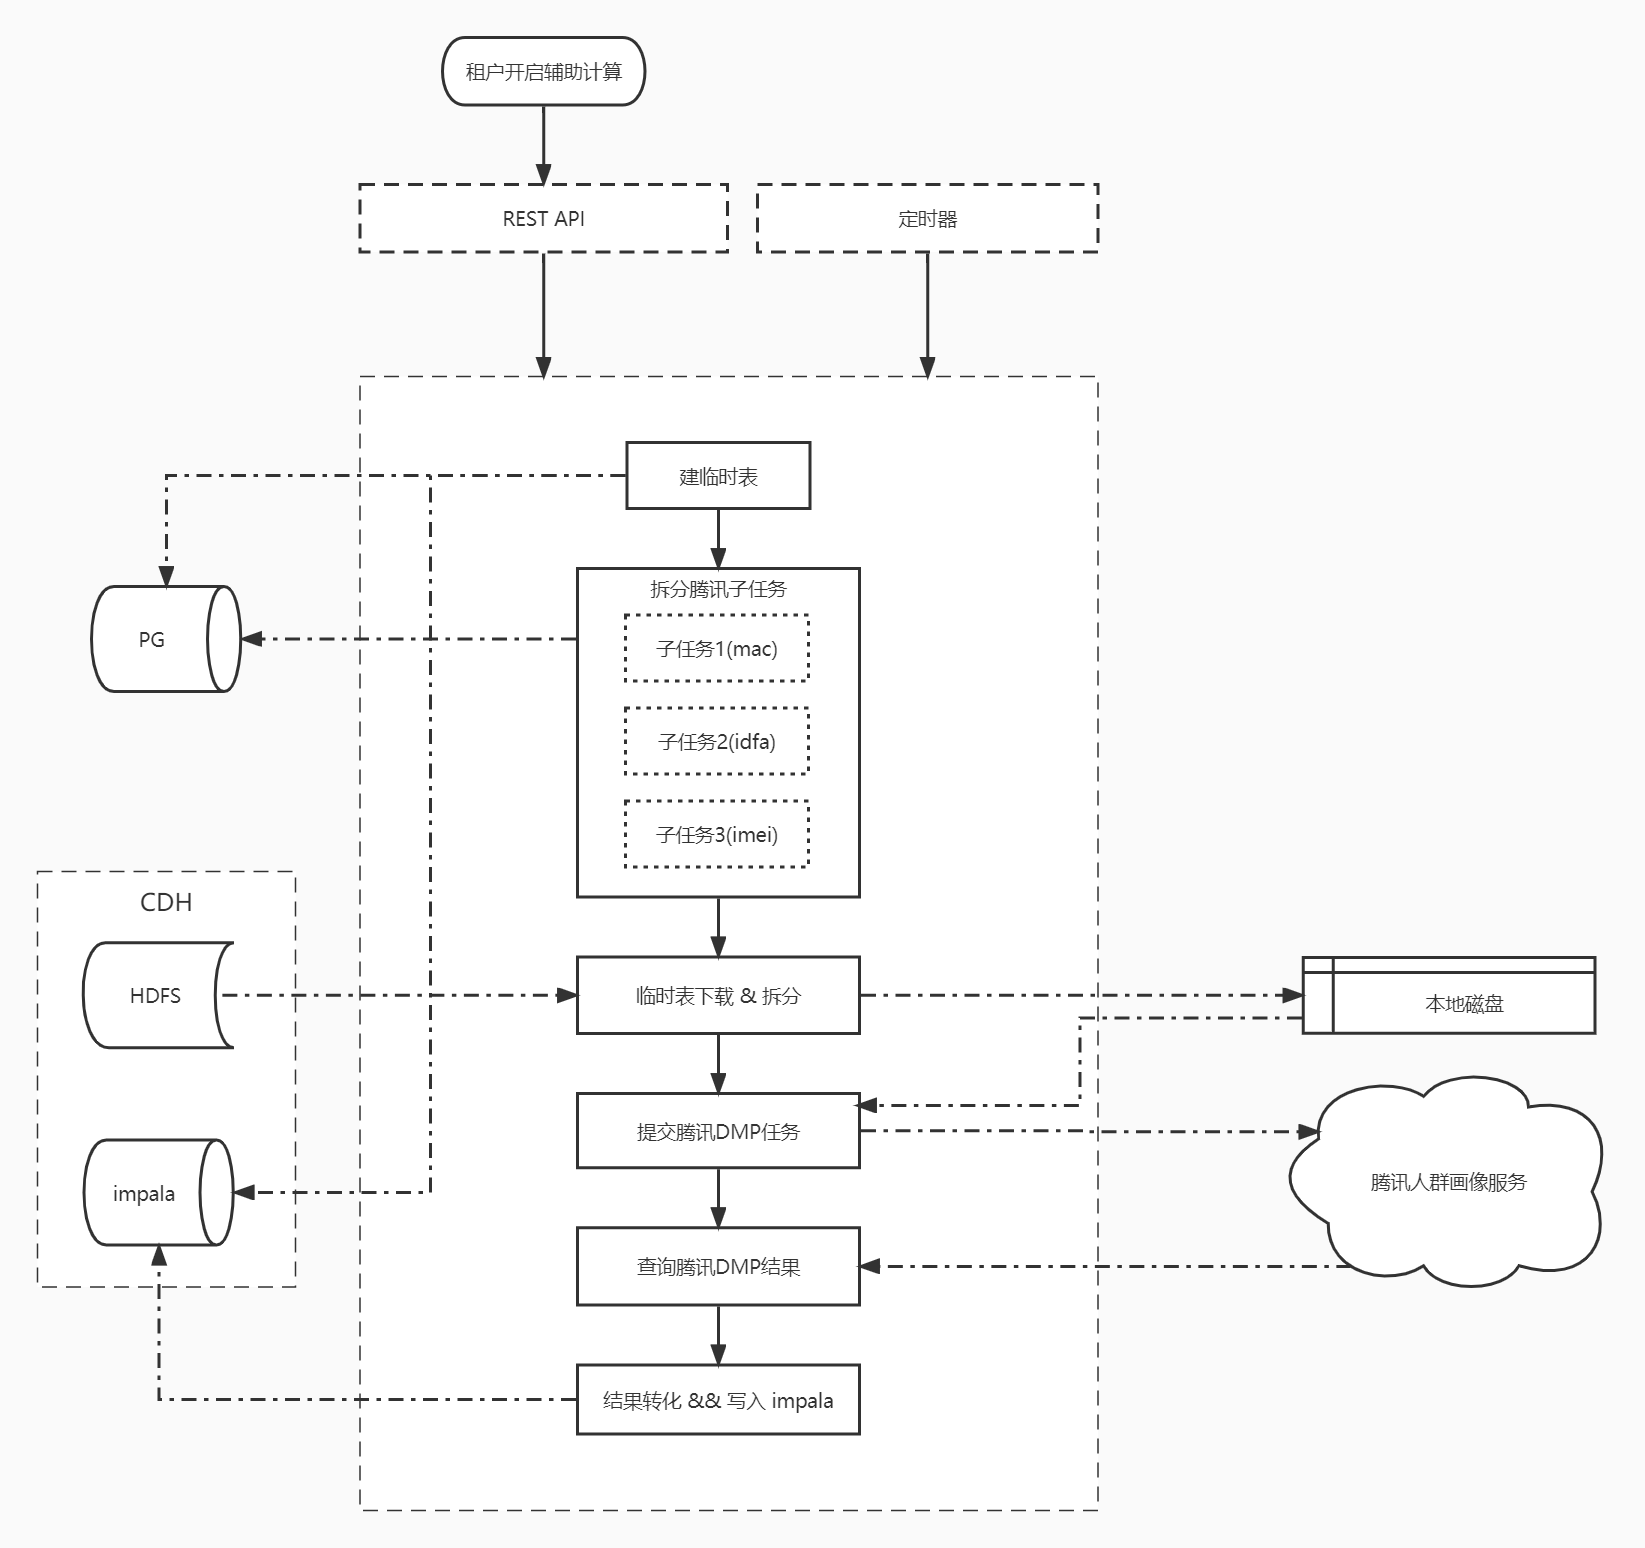 租户开启辅助计算
REST API
定时器
建临时表
拆分腾讯子任务
子任务1(mac)
子任务2(idfa)
子任务3(imei)
PG
CDH
HDFS
impala
临时表下载 & 拆分
本地磁盘
提交腾讯DMP任务
腾讯人群画像服务
查询腾讯DMP结果
结果转化 && 写入 impala